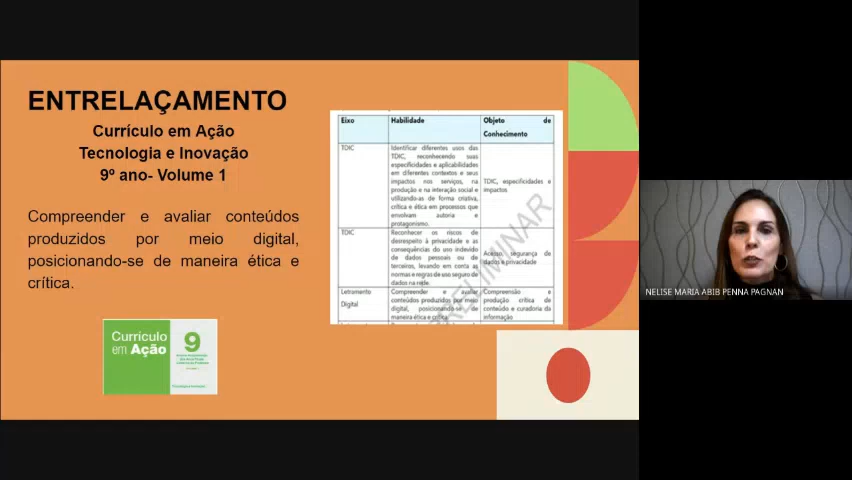 ENTRELAÇAMENTO
Currículo em Ação
Tecnologia e Inovação
9º ano- Volume 1
Compreender e avaliar conteúdos
produzidos por meio digital,
posicionando-se de maneira ética e
crítica.
Currículo
em Ação
9
Eixo Habilidade Objeto de
Conhecimento
TDIC
Identificar diferentes usos das
TDIC, reconhecendo suas
especificidades e aplicabilidades
em diferentes contextos e seus
impactos nos serviços, na
produção e na interação social e
utilizando-as de forma criativa,
crítica e ética em processos que
envolvam autoria e
protagonismo.
TDIC, especificidades e
impactos
TDIC
Reconhecer os riscos de
desrespeito à privacidade e as
consequências do uso indevido
de dados pessoais ou de
terceiros, levando em conta as
normas e regras de uso seguro de
dados na rede.
Acesso, segurança de
dados e privacidade
Letramento
Digital
Compreender e avaliar
conteúdos produzidos por meio
digital, posicionando-se de
maneira ética e crítica.
Compreensão e
produção crítica de
conteúdo e curadoria da
informação
PRELIMINAR
NELISE MARIA ABIB PENNA PAGNAN